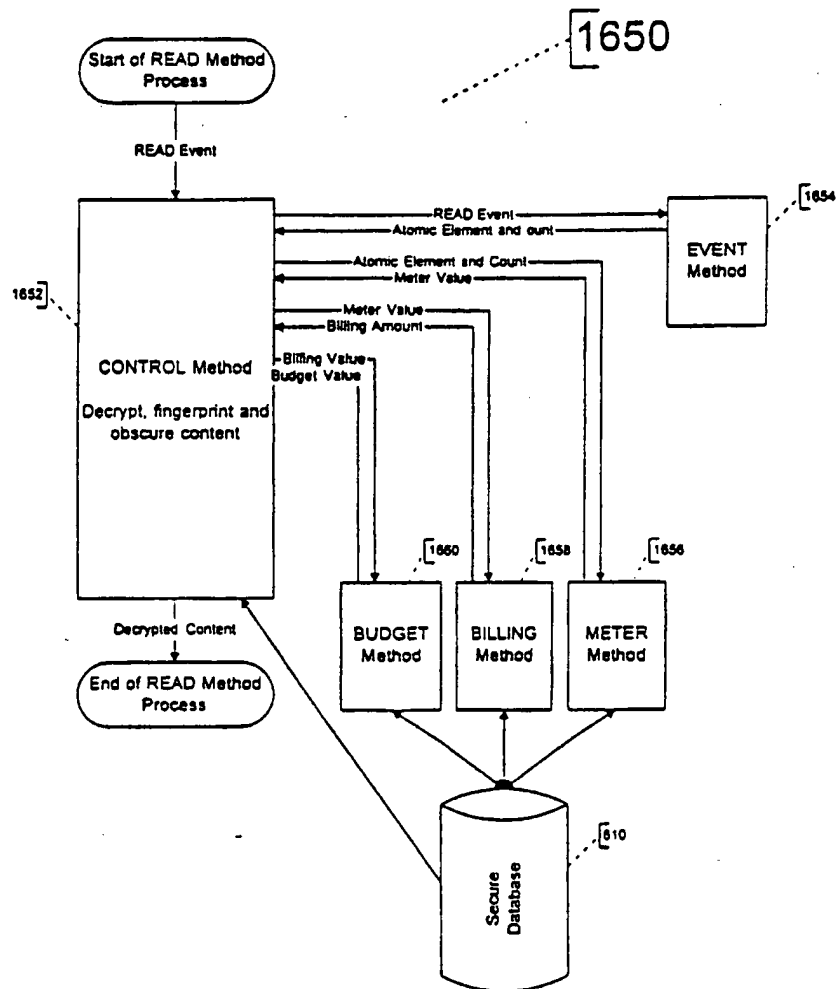 1650
Start of READ Method
Process
READ Event
READ Event
Atomic Element and ount
1654
EVENT
Method
Atomic Element and Count
Meter Value
1652
Meter Value
Billing Amount
Billing Value
Budget Value
CONTROL Method
Decrypt, fingerprint and
obscure content
1660
1658
1656
BUDGET
Method
BILLING
Method
METER
Method
Decrypted Content
End of READ Method
Process
610
Secure
Database